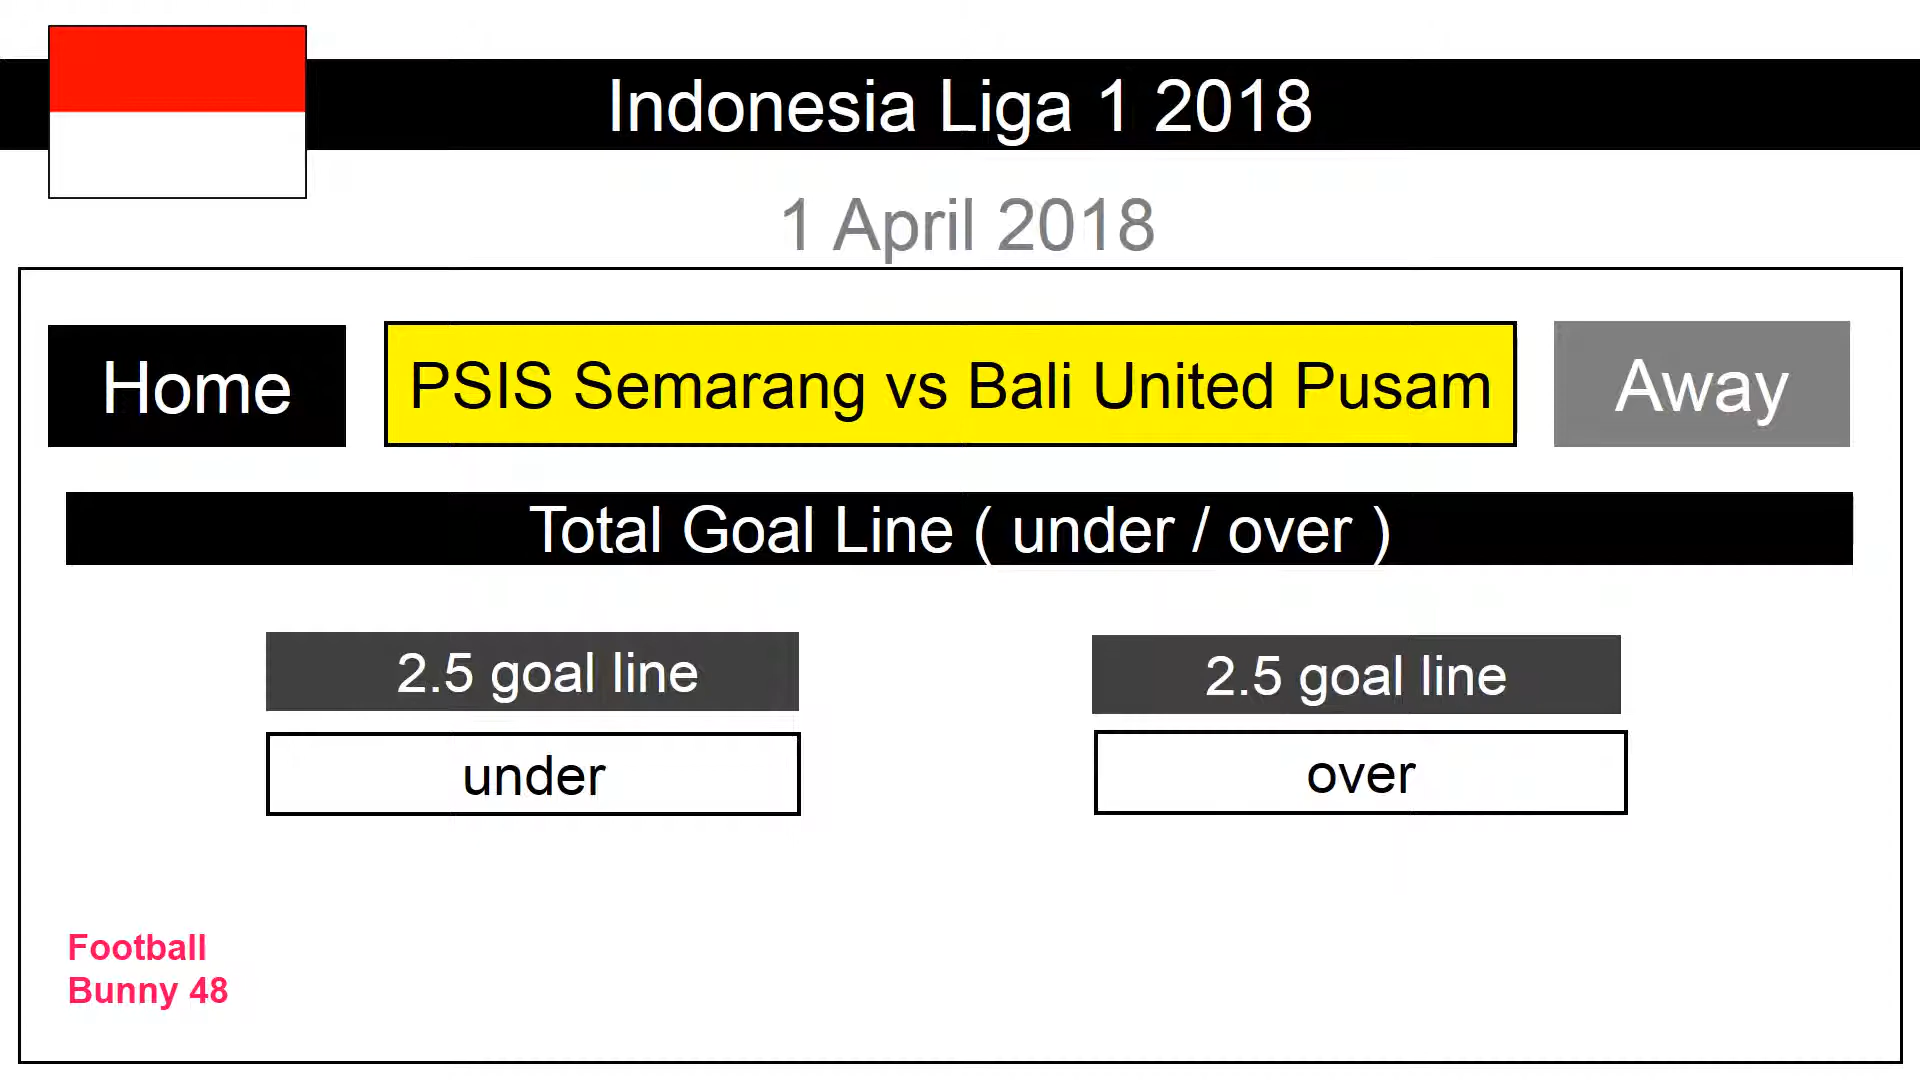 Indonesia Liga 1 2018
1 April 2018
Home
PSIS Semarang vs Bali United Pusam
Away
Total Goal Line ( under / over )
2.5 goal line
2.5 goal line
under
over
Football
Bunny 48